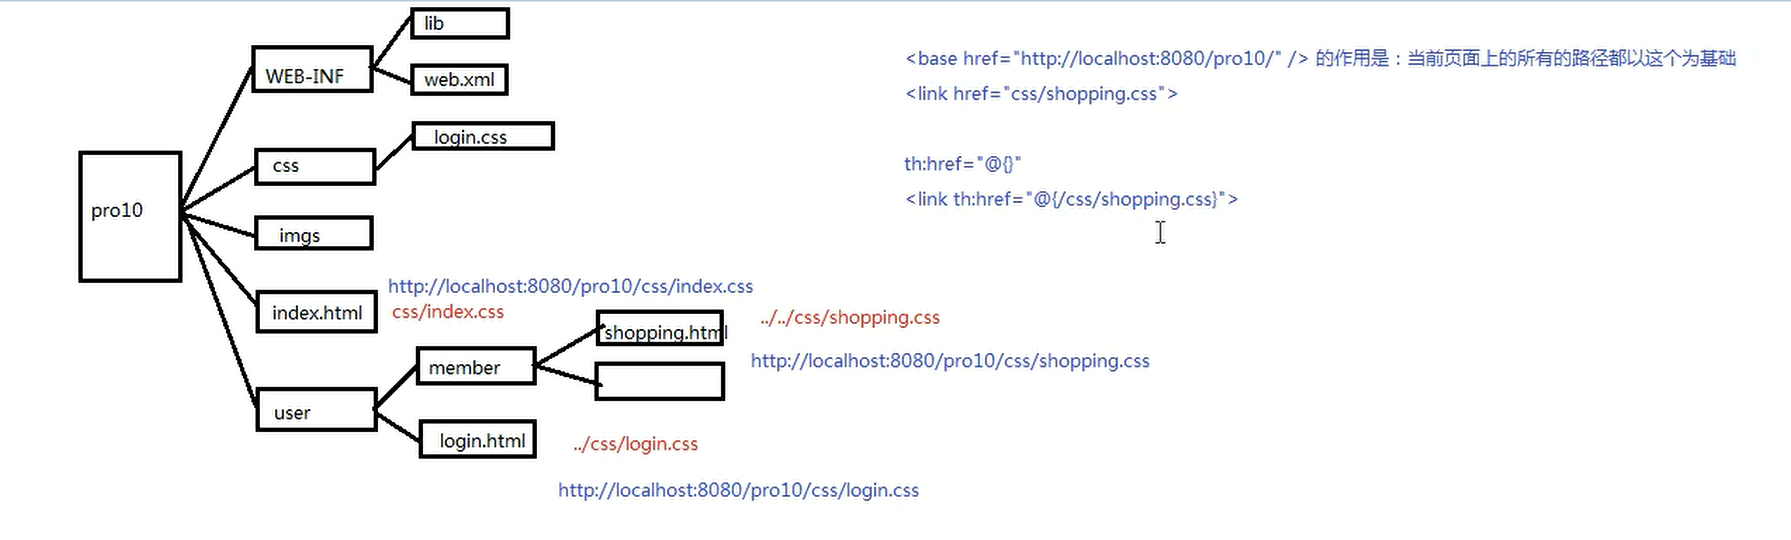 lib
WEB-INF
web.xml
login.css
css
pro10
imgs
index.html
http://localhost:8080/pro10/css/index.css
css/index.css
shopping.html
../../css/shopping.css
http://localhost:8080/pro10/css/shopping.css
member
user
login.html
../css/login.css
http://localhost:8080/pro10/css/login.css
<base href="http://localhost:8080/pro10/" /> 的作用是：当前页面上的所有的路径都以这个为基础
<link href="css/shopping.css">
th:href="@{}"
<link th:href="@{/css/shopping.css}">